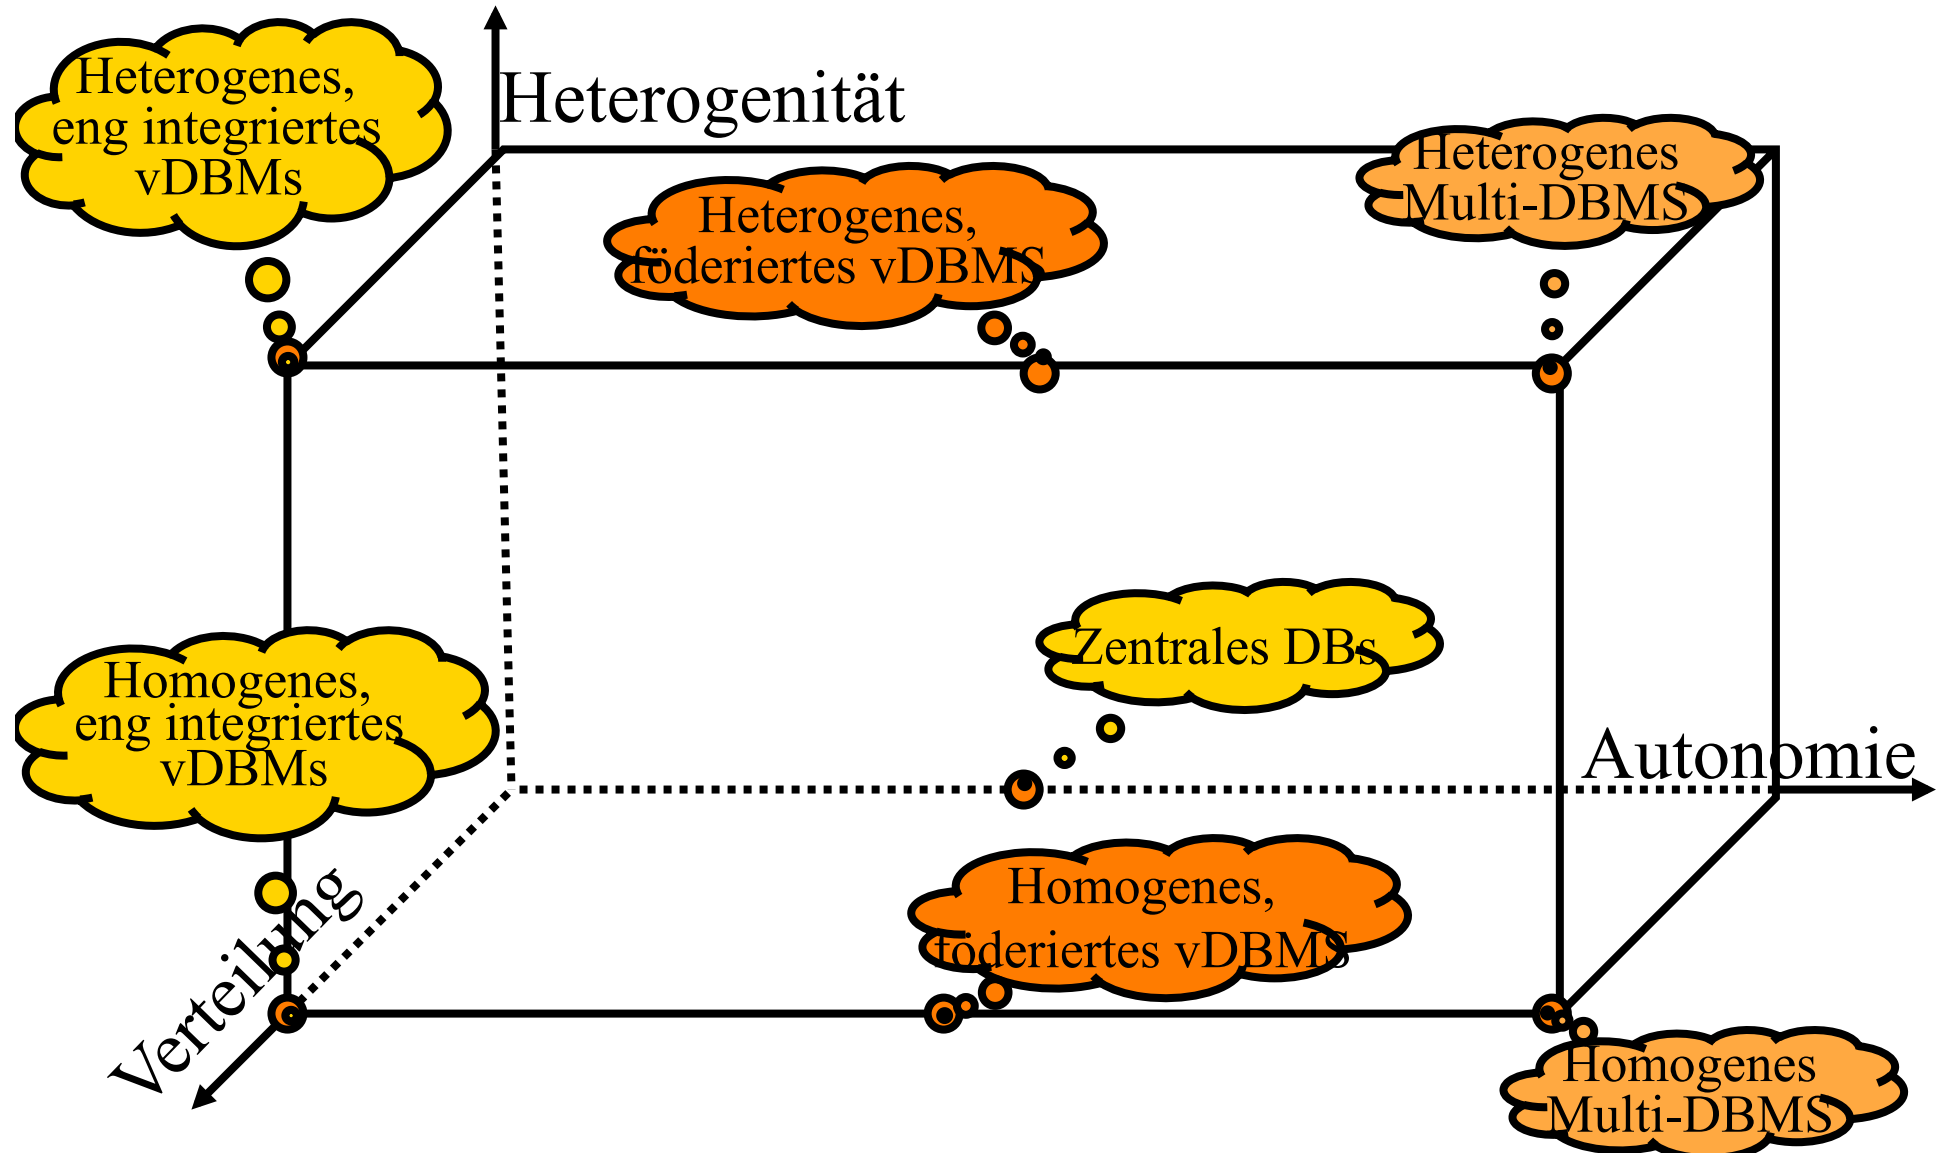 Heterogenes,
eng integriertes
vDBMs
Heterogenität
Heterogenes,
föderiertes vDBMS
Heterogenes
Multi-DBMS
Zentrales DBs
Homogenes,
eng integriertes
vDBMs
Autonomie
Verteilung
Homogenes,
föderiertes vDBMS
Homogenes
Multi-DBMS